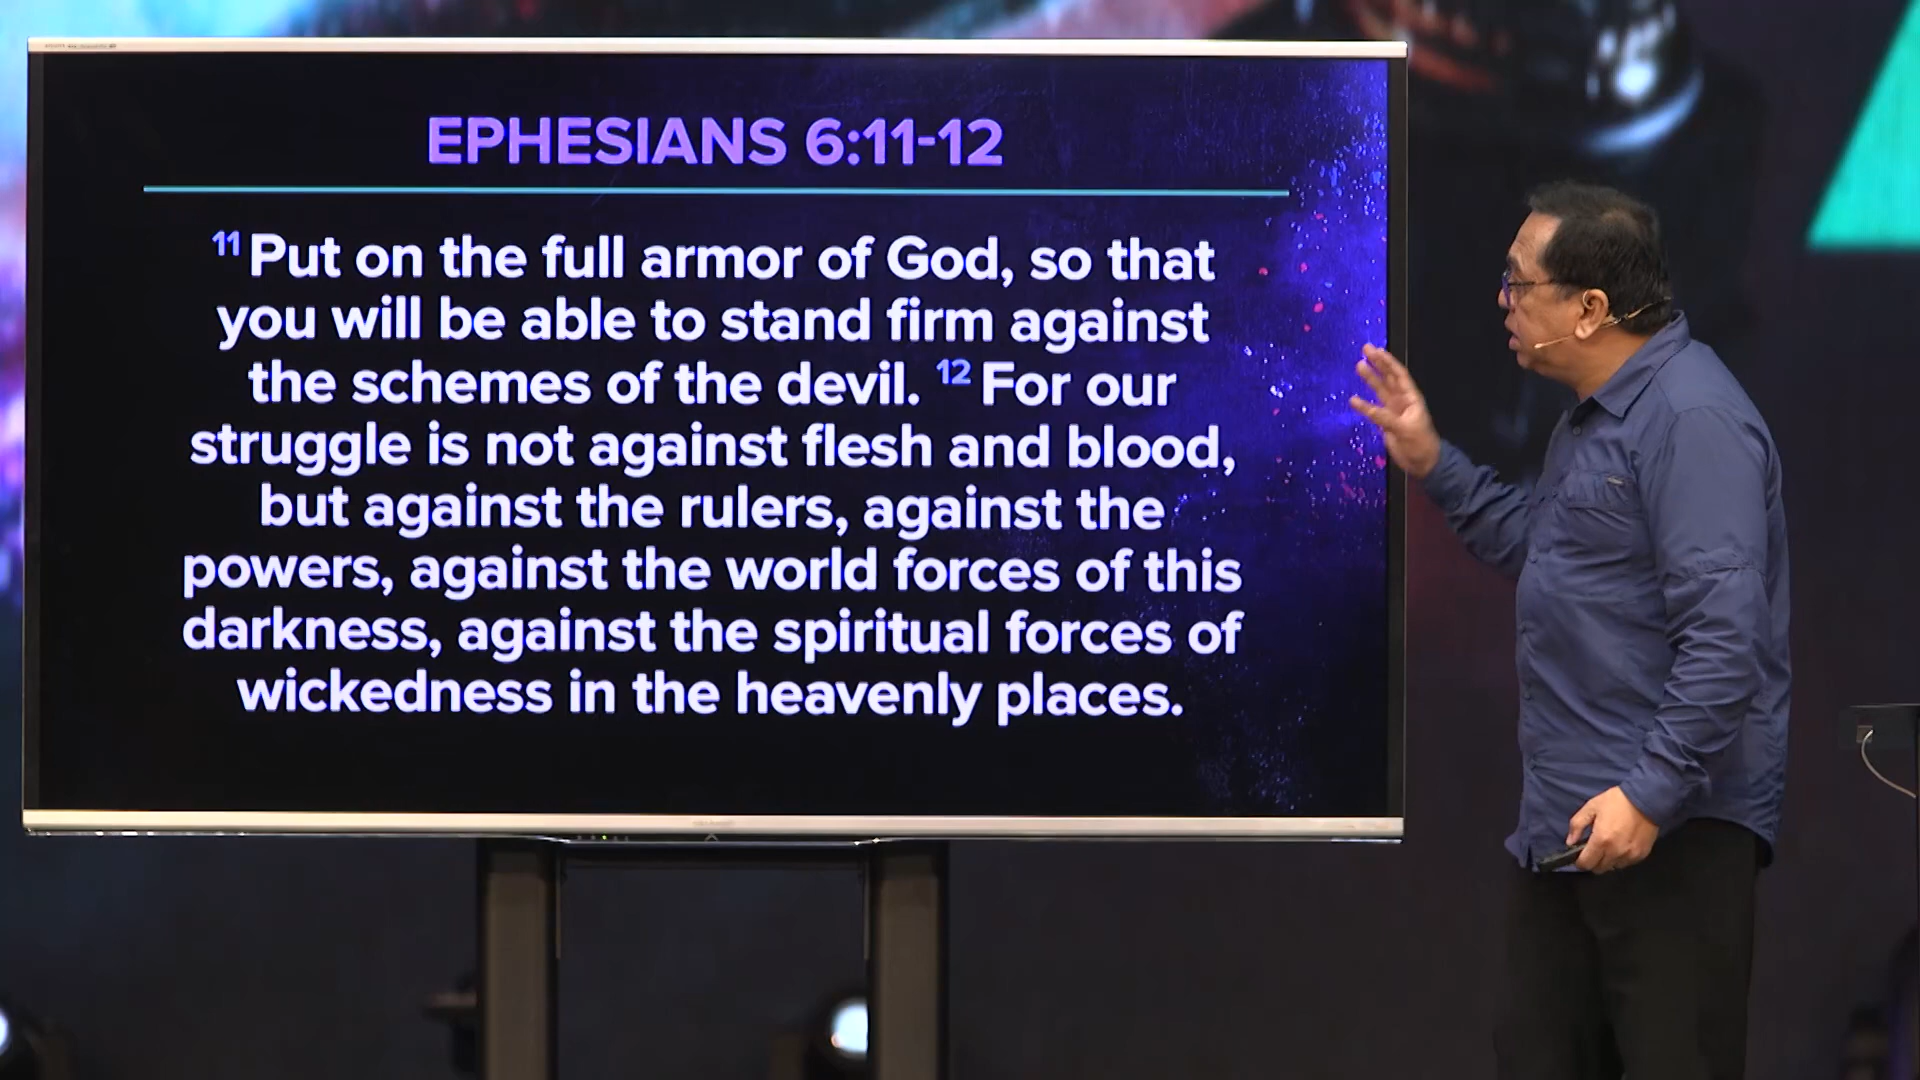 EPHESIANS 6:11-12
11 Put on the full armor of God, so that
you will be able to stand firm against
the schemes of the devil. 12 For our
struggle is not against flesh and blood,
but against the rulers, against the
powers, against the world forces of this
darkness, against the spiritual forces of
wickedness in the heavenly places.